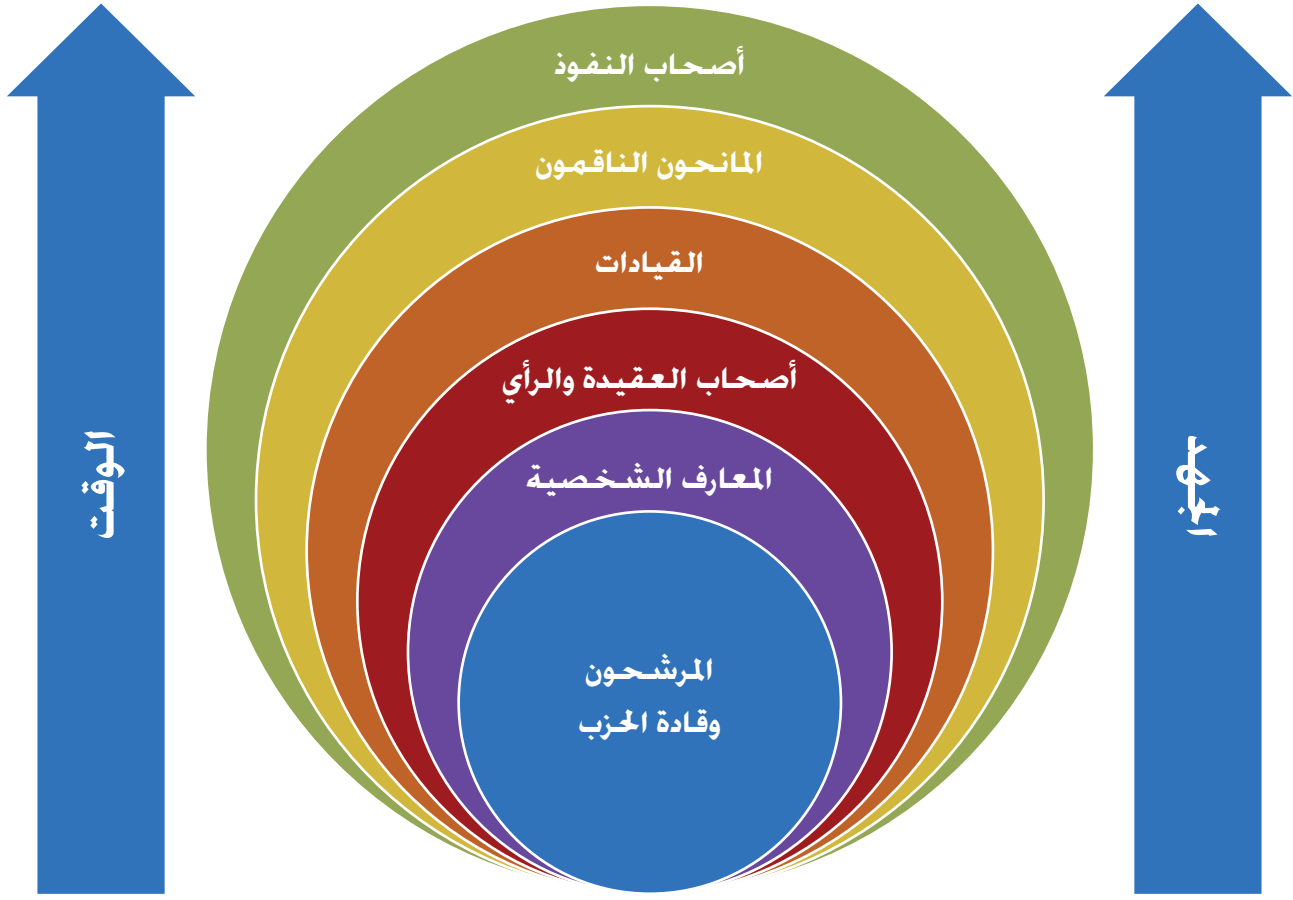 أصحاب النفوذ
المانحون الناقمون
القيادات
أصحاب العقيدة والرأي
المعارف الشخصية
المرشحون
وقادة الحزب
الوقت
الجهد